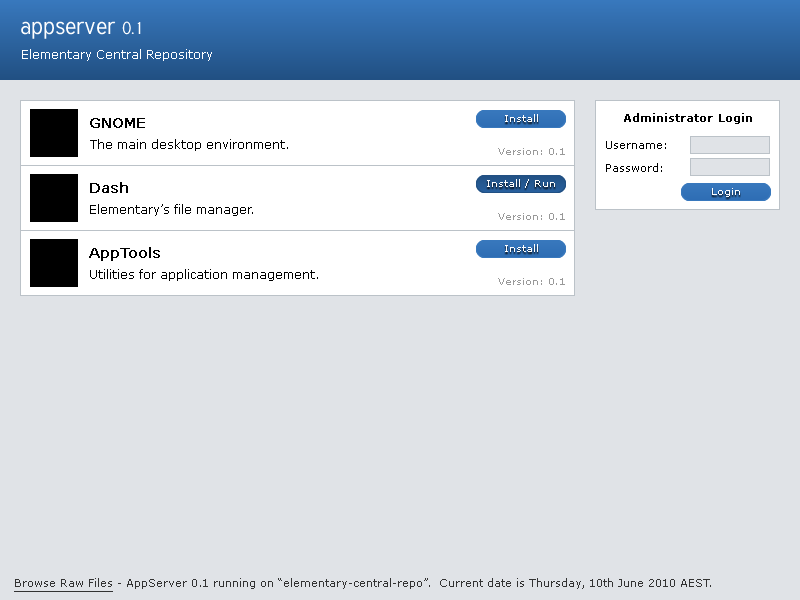 appserver 0.1
Elementary Central Repository
GNOME
Install
The main desktop environment.
Version: 0.1
Dash
Install / Run
Elementary’s file manager.
Version: 0.1
AppTools
Install
Utilities for application management.
Version: 0.1
Administrator Login
Username:
Password:
Login
Browse Raw Files - AppServer 0.1 running on “elementary-central-repo”. Current date is Thursday, 10th June 2010 AEST.